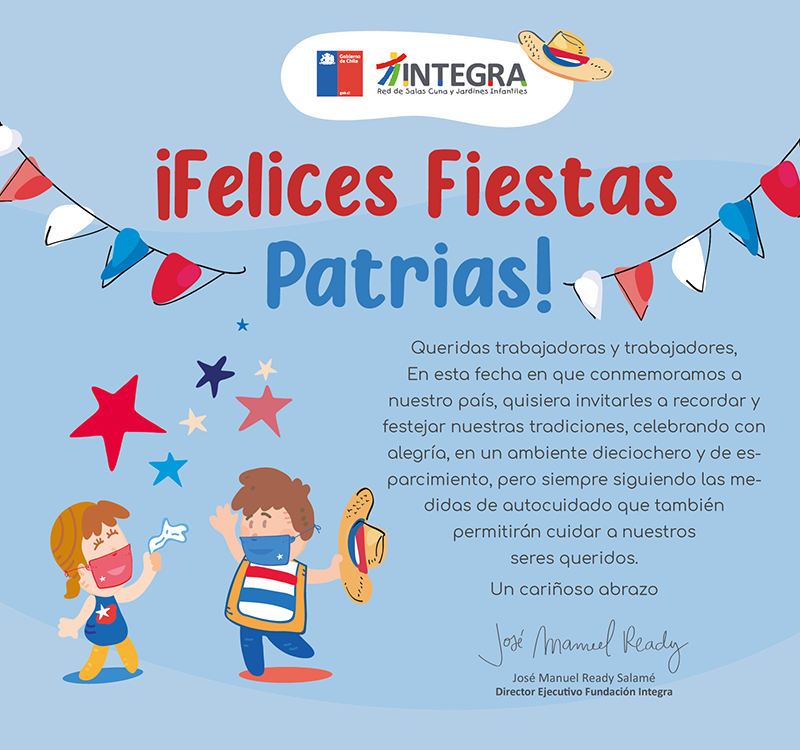 Gobierno
de Chile
gob.cl
INTEGRA
Red de Salas Cuna y Jardines Infantiles
¡Felices Fiestas
Patrias!
Queridas trabajadoras y trabajadores,
En esta fecha en que conmemoramos a
nuestro país, quisiera invitarles a recordar y
festejar nuestras tradiciones, celebrando con
alegría, en un ambiente dieciochero y de es-
parcimiento, pero siempre siguiendo las me-
didas de autocuidado que también
permitirán cuidar a nuestros
seres queridos.
Un cariñoso abrazo
José Manuel Ready
José Manuel Ready Salamé
Director Ejecutivo Fundación Integra